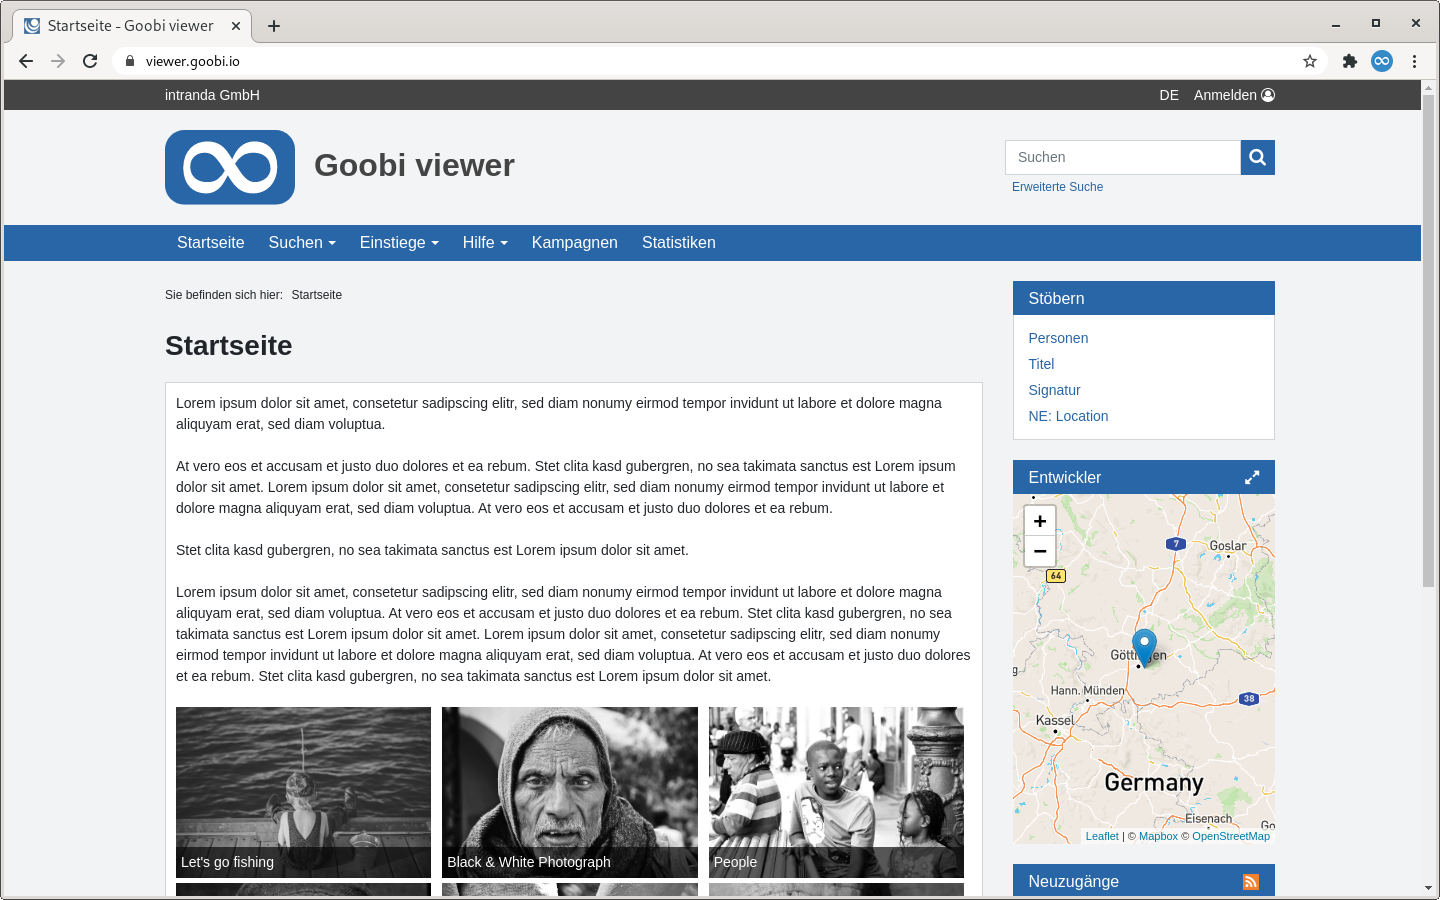 Startseite - Goobi viewer
viewer.goobi.io
intranda GmbH
DE Anmelden
Goobi viewer
Suchen
Erweiterte Suche
Startseite Suchen Einstiege Hilfe Kampagnen Statistiken
Sie befinden sich hier: Startseite
Startseite
Lorem ipsum dolor sit amet, consetetur sadipscing elitr, sed diam nonumy eirmod tempor invidunt ut labore et dolore magna
aliquyam erat, sed diam voluptua.
At vero eos et accusam et justo duo dolores et ea rebum. Stet clita kasd gubergren, no sea takimata sanctus est Lorem ipsum
dolor sit amet. Lorem ipsum dolor sit amet, consetetur sadipscing elitr, sed diam nonumy eirmod tempor invidunt ut labore et
dolore magna aliquyam erat, sed diam voluptua. At vero eos et accusam et justo duo dolores et ea rebum.
Stet clita kasd gubergren, no sea takimata sanctus est Lorem ipsum dolor sit amet.
Lorem ipsum dolor sit amet, consetetur sadipscing elitr, sed diam nonumy eirmod tempor invidunt ut labore et dolore magna
aliquyam erat, sed diam voluptua. At vero eos et accusam et justo duo dolores et ea rebum. Stet clita kasd gubergren, no sea
takimata sanctus est Lorem ipsum dolor sit amet. Lorem ipsum dolor sit amet, consetetur sadipscing elitr, sed diam nonumy
eirmod tempor invidunt ut labore et dolore magna aliquyam erat, sed diam voluptua. At vero eos et accusam et justo duo dolores
et ea rebum. Stet clita kasd gubergren, no sea takimata sanctus est Lorem ipsum dolor sit amet.
Let's go fishing
Black & White Photograph
People
Stöbern
Personen
Titel
Signatur
NE: Location
Entwickler
+
−
7
Goslar
64
Göttingen
g
Hann. Münden
38
Kassel
Germany
Eisenach
Go
Leaflet | © Mapbox © OpenStreetMap
Neuzugänge